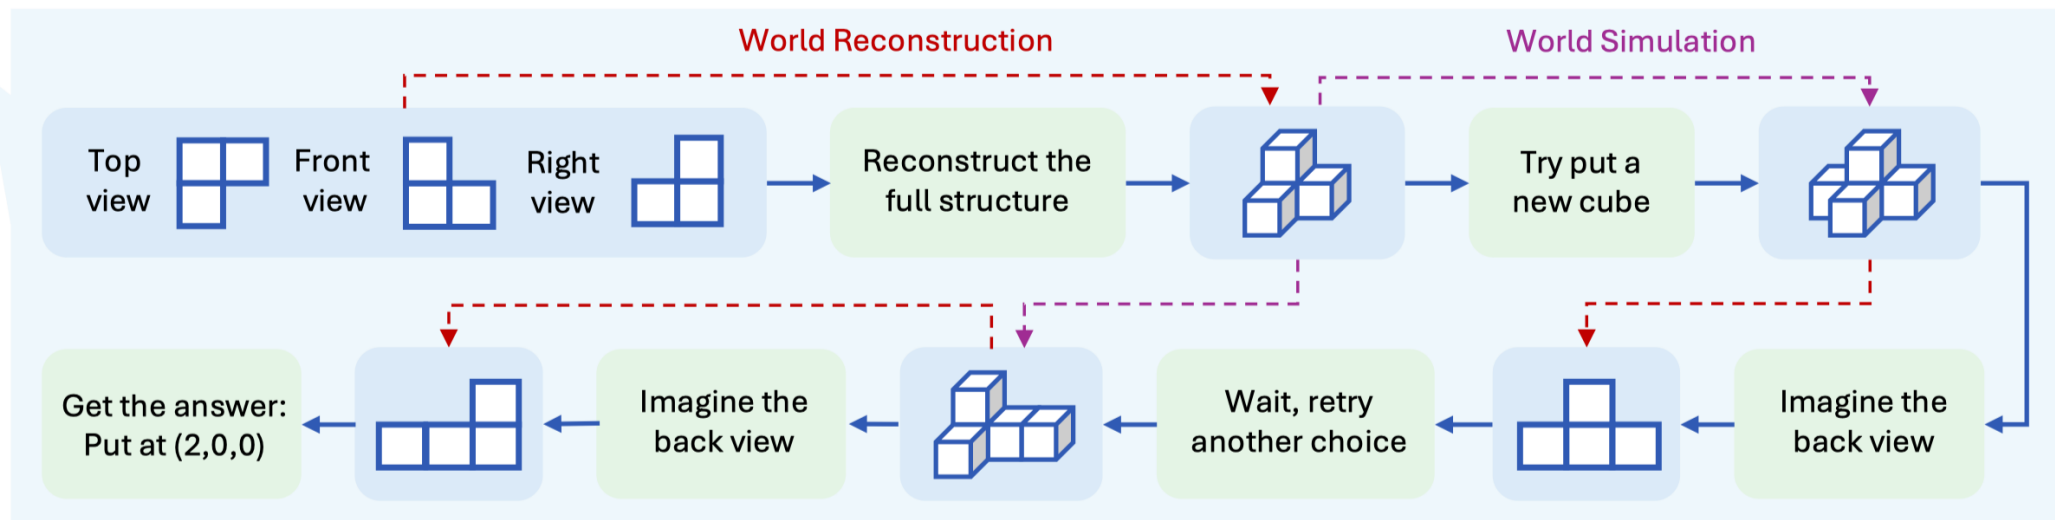 World Reconstruction
World Simulation
Top
view
Front
view
Right
view
Reconstruct the
full structure
Try put a
new cube
Imagine the
back view
Wait, retry
another choice
Imagine the
back view
Get the answer:
Put at (2,0,0)